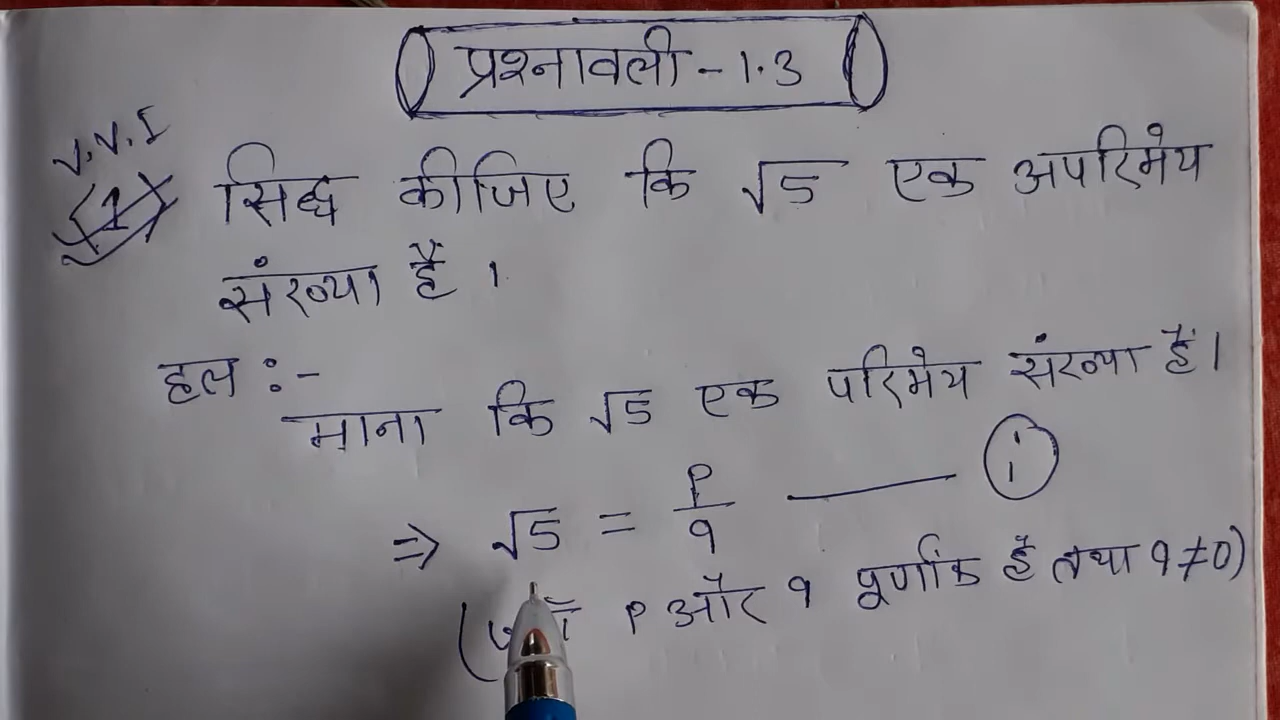 प्रश्नावली - 1.3
V.V.I
(1) सिद्ध कीजिए कि √5 एक अपरिमेय
संख्या है ।
हल :-
माना कि √5 एक परिमेय संख्या है।
⇒ √5 = p/q —— (i)
( p और q पूर्णांक है तथा q ≠ 0)